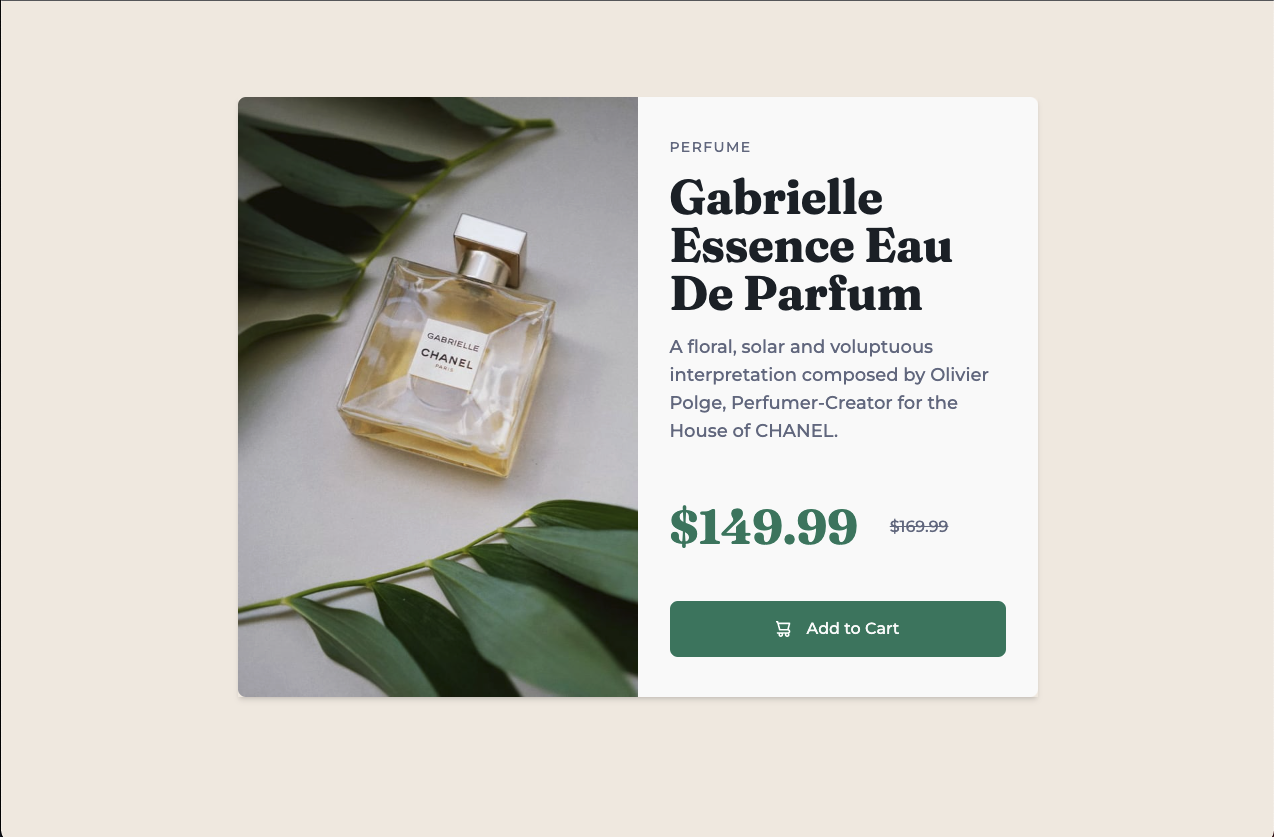 GABRIELLE
CHANEL
PARIS
PERFUME
Gabrielle
Essence Eau
De Parfum
A floral, solar and voluptuous
interpretation composed by Olivier
Polge, Perfumer-Creator for the
House of CHANEL.
$149.99 $169.99
Add to Cart